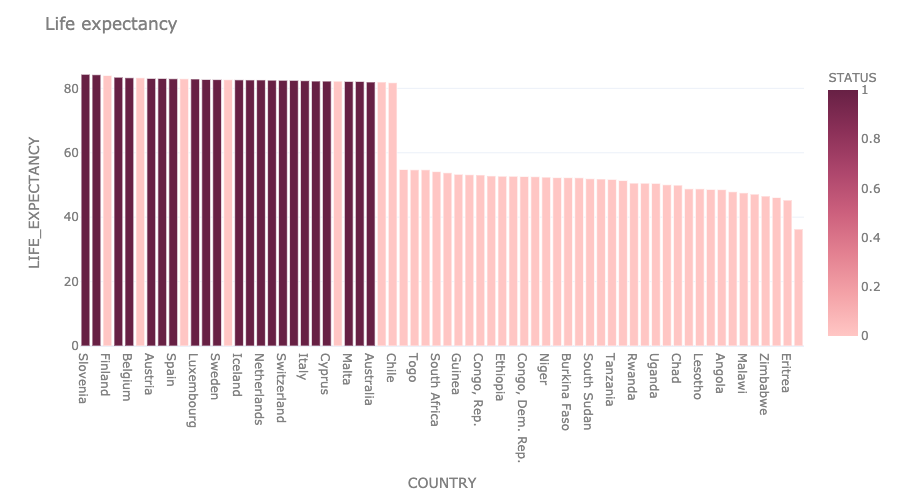 Life expectancy
LIFE_EXPECTANCY
80
60
40
20
0
Slovenia
Finland
Belgium
Austria
Spain
Luxembourg
Sweden
Iceland
Netherlands
Switzerland
Italy
Cyprus
Malta
Australia
Chile
Togo
South Africa
Guinea
Congo, Rep.
Ethiopia
Congo, Dem. Rep.
Niger
Burkina Faso
South Sudan
Tanzania
Rwanda
Uganda
Chad
Lesotho
Angola
Malawi
Zimbabwe
Eritrea
COUNTRY
STATUS
1
0.8
0.6
0.4
0.2
0